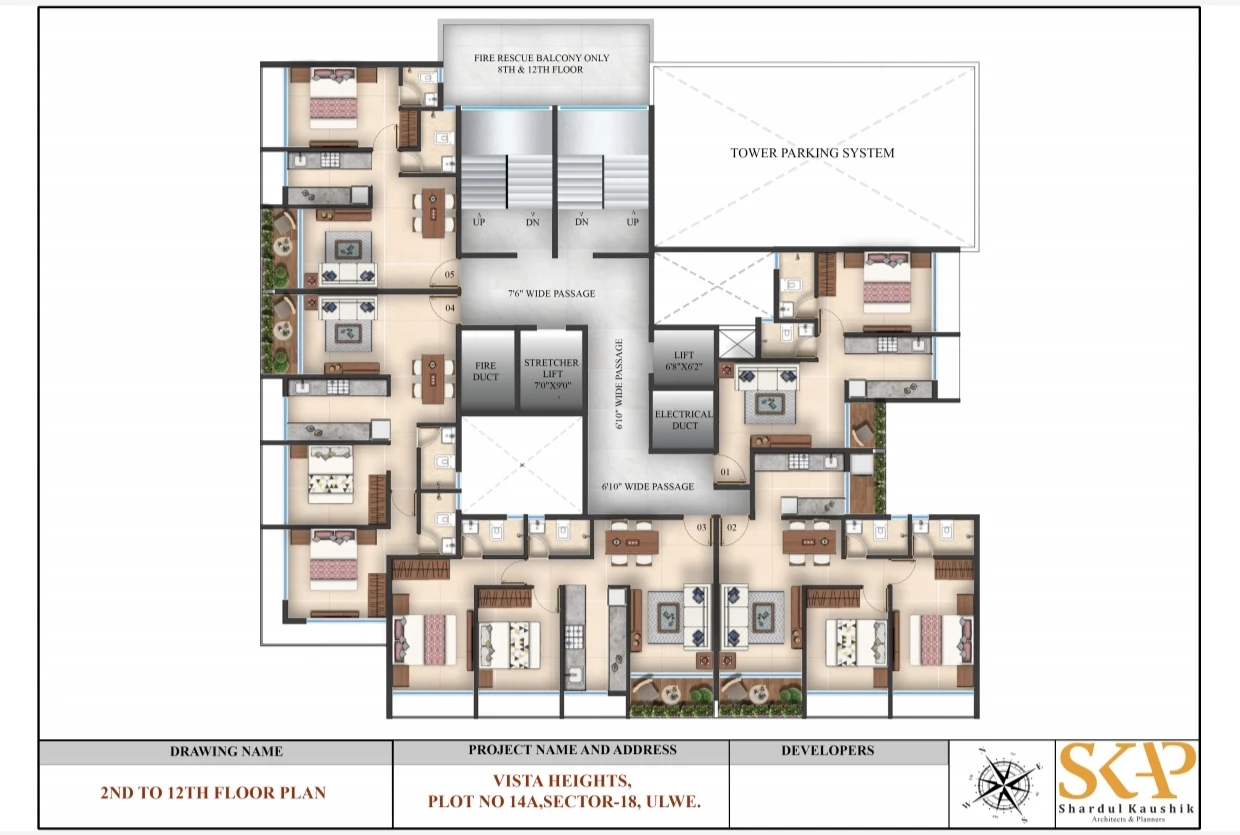 FIRE RESCUE BALCONY ONLY
8TH & 12TH FLOOR
TOWER PARKING SYSTEM
UP
DN
DN
UP
05
7'6" WIDE PASSAGE
04
6'10" WIDE PASSAGE
FIRE
DUCT
STRETCHER
LIFT
7'0"X9'0"
LIFT
6'8"X6'2"
ELECTRICAL
DUCT
01
6'10" WIDE PASSAGE
03
02
DRAWING NAME
2ND TO 12TH FLOOR PLAN
PROJECT NAME AND ADDRESS
VISTA HEIGHTS,
PLOT NO 14A,SECTOR-18, ULWE.
DEVELOPERS
N
E
W
S
SKAP
Shardul Kaushik
Architects & Planners